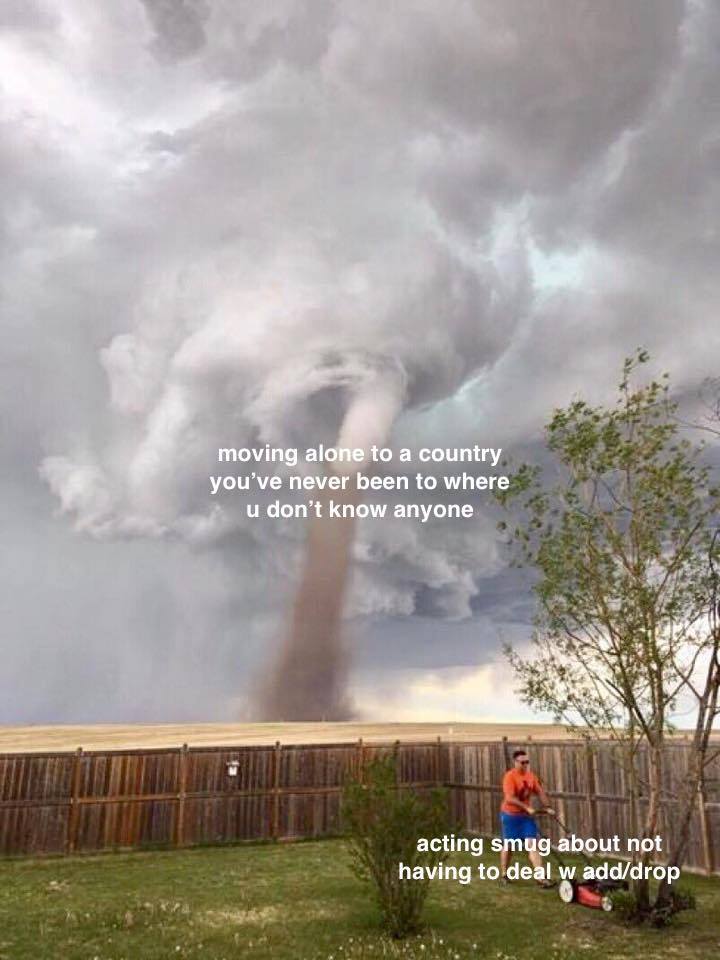 moving alone to a country
you’ve never been to where
u don’t know anyone
acting smug about not
having to deal w add/drop